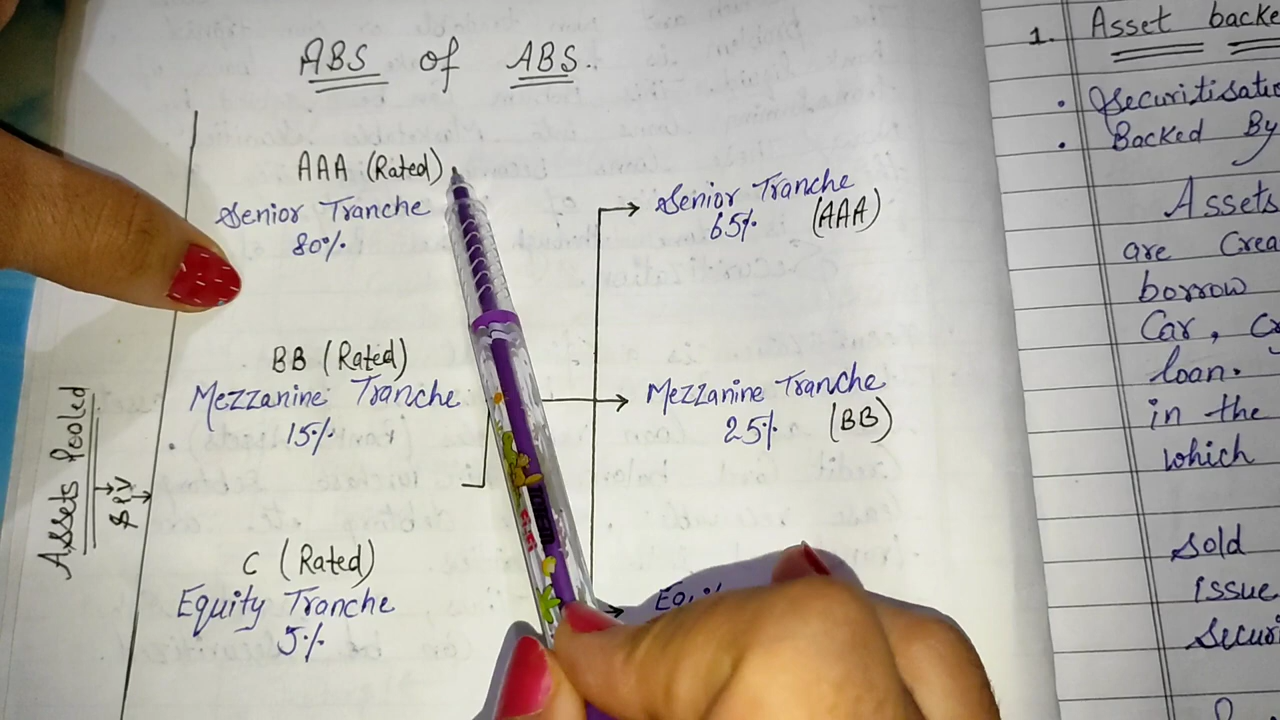 ABS of ABS.
AAA (Rated)
Senior Tranche
80%
BB (Rated)
Mezzanine Tranche
15%
C (Rated)
Equity Tranche
5%
Assets Pooled
SPV
Senior Tranche
65% (AAA)
Mezzanine Tranche
25% (BB)
1. Asset backe
Securitisatio
Backed By
Assets
are Crea
borrow
Car, Cr
loan.
in the
which
Sold
issue
Securi